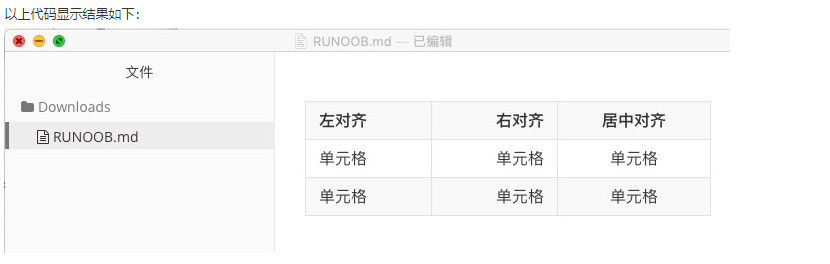 以上代码显示结果如下：
RUNOOB.md — 已编辑
文件
Downloads
RUNOOB.md
左对齐 右对齐 居中对齐
单元格 单元格 单元格
单元格 单元格 单元格